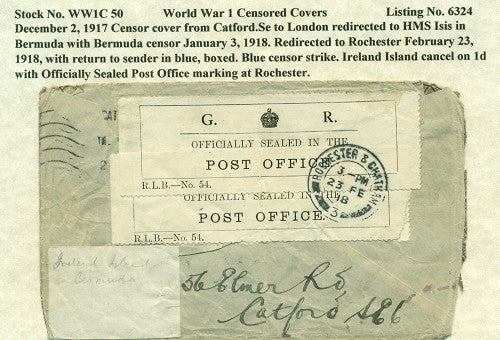 Stock No. WW1C 50 World War 1 Censored Covers Listing No. 6324
December 2, 1917 Censor cover from Catford.Se to London redirected to HMS Isis in
Bermuda with Bermuda censor January 3, 1918. Redirected to Rochester February 23,
1918, with return to sender in blue, boxed. Blue censor strike. Ireland Island cancel on 1d
with Officially Sealed Post Office marking at Rochester.
G. R.
OFFICIALLY SEALED IN THE
POST OFFICE
R.L.B.—No. 54.
OFFICIALLY SEALED IN THE
POST OFFICE.
R.L.B.—No. 54.
ROCHESTER & CHATHAM
3 - PM
23 FE
18
3
Ireland Island
Bermuda
56 Elmer Rd,
Catford SE6